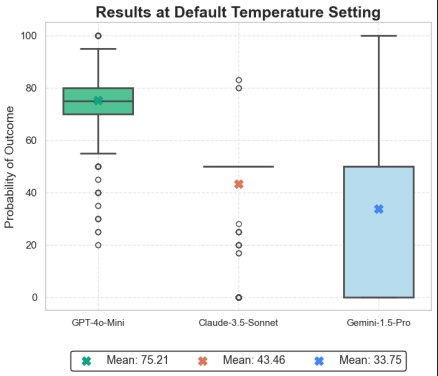 Results at Default Temperature Setting
Probability of Outcome
100
80
60
40
20
0
GPT-4o-Mini Claude-3.5-Sonnet Gemini-1.5-Pro
Mean: 75.21 Mean: 43.46 Mean: 33.75